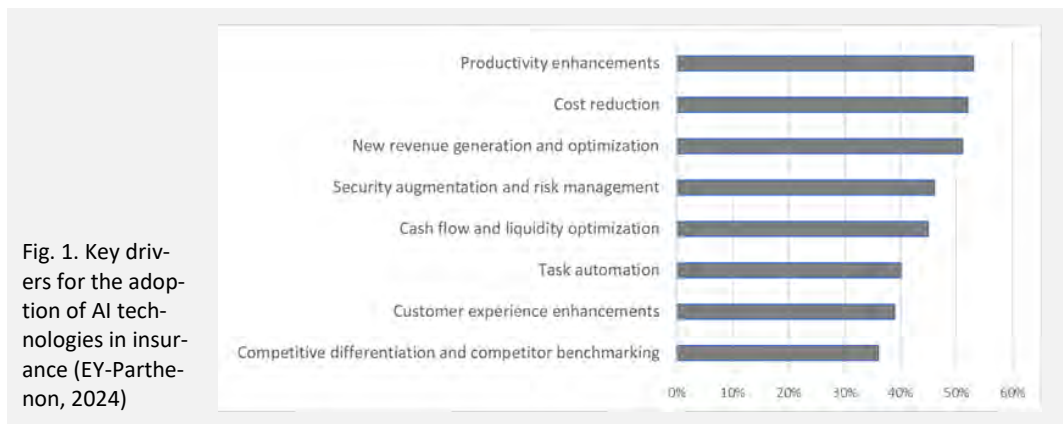 Productivity enhancements
Cost reduction
New revenue generation and optimization
Security augmentation and risk management
Cash flow and liquidity optimization
Task automation
Customer experience enhancements
Competitive differentiation and competitor benchmarking
0% 10% 20% 30% 40% 50% 60%
Fig. 1. Key driv-
ers for the adop-
tion of AI tech-
nologies in insur-
ance (EY-Parthe-
non, 2024)